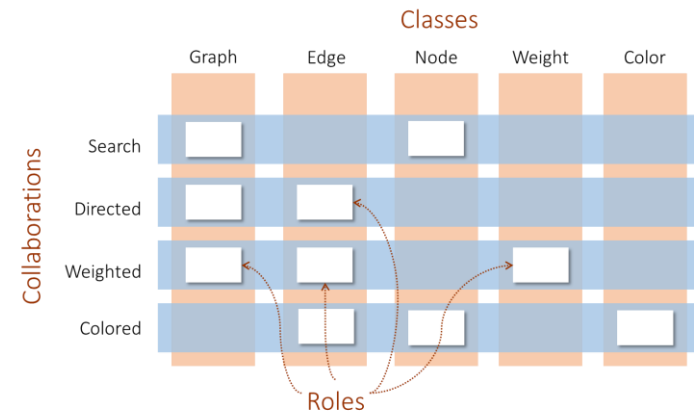 Classes
Graph Edge Node Weight Color
Collaborations
Search
Directed
Weighted
Colored
Roles